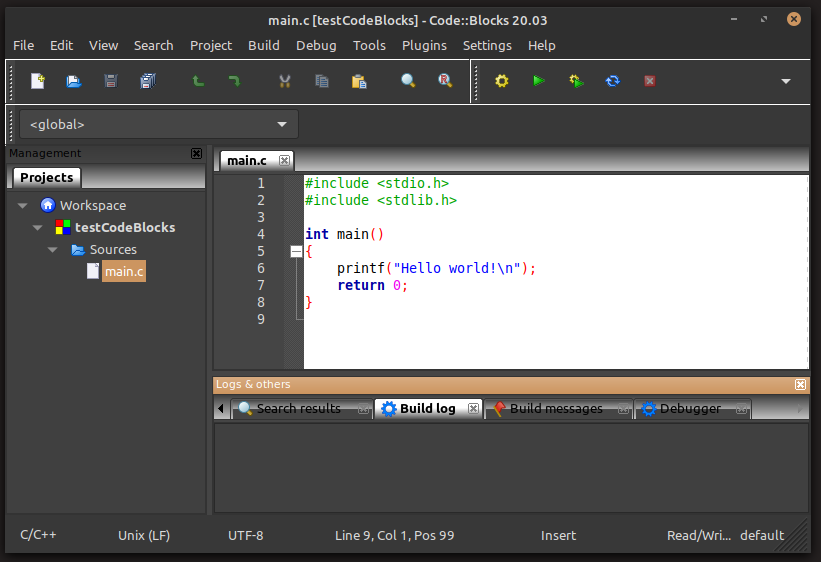 main.c [testCodeBlocks] - Code::Blocks 20.03
File Edit View Search Project Build Debug Tools Plugins Settings Help
<global>
Management
Projects
Workspace
testCodeBlocks
Sources
main.c
main.c
1 #include <stdio.h>
2 #include <stdlib.h>
3
4 int main()
5 {
6 printf("Hello world!\n");
7 return 0;
8 }
9
Logs & others
Search results Build log Build messages Debugger
C/C++ Unix (LF) UTF-8 Line 9, Col 1, Pos 99 Insert Read/Wri... default